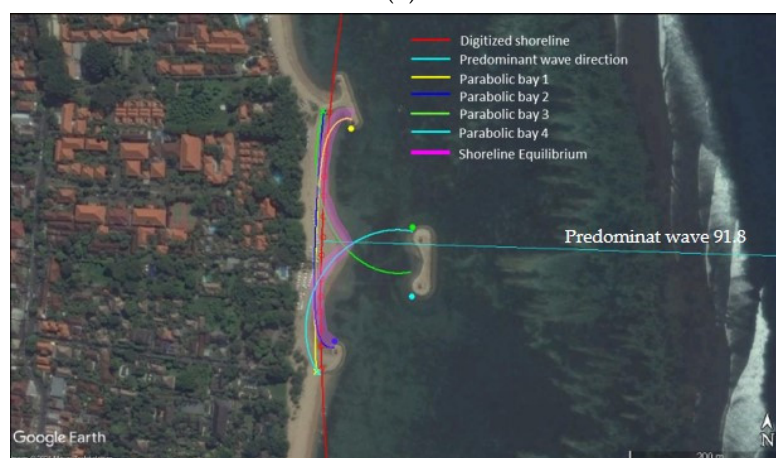 Digitized shoreline
Predominant wave direction
Parabolic bay 1
Parabolic bay 2
Parabolic bay 3
Parabolic bay 4
Shoreline Equilibrium
Predominat wave 91.8
Google Earth
N
200 m